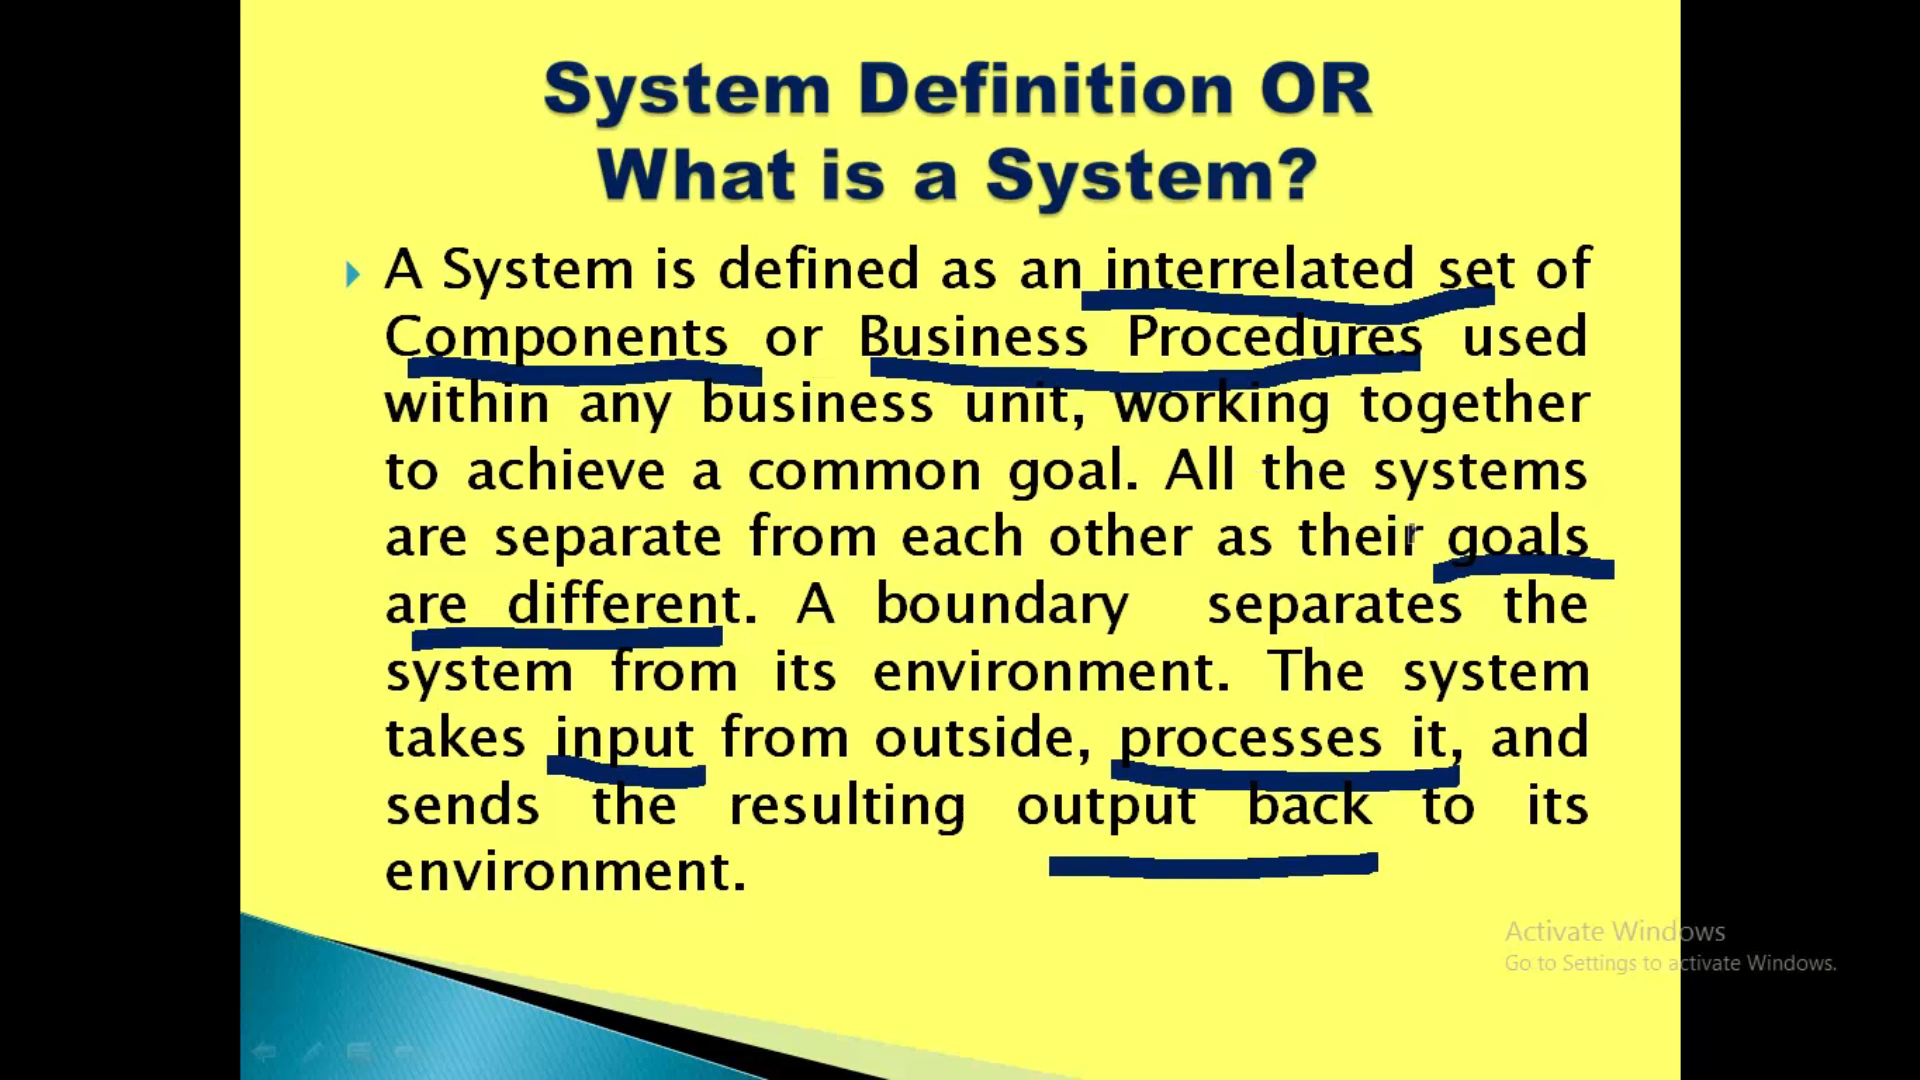 System Definition OR
What is a System?
A System is defined as an interrelated set of
Components or Business Procedures used
within any business unit, working together
to achieve a common goal. All the systems
are separate from each other as their goals
are different. A boundary separates the
system from its environment. The system
takes input from outside, processes it, and
sends the resulting output back to its
environment.
Activate Windows
Go to Settings to activate Windows.